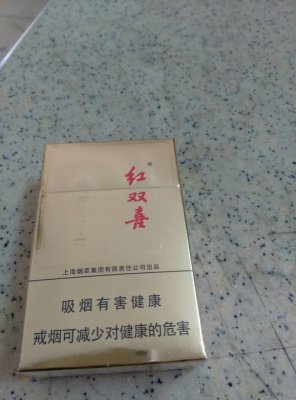 红双喜
上海烟草集团有限责任公司出品
吸烟有害健康
戒烟可减少对健康的危害